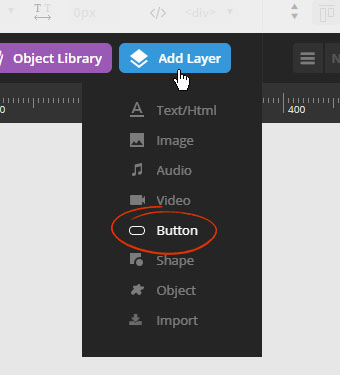 0px </> <div>
Object Library Add Layer N
0 400
Text/Html
Image
Audio
Video
Button
Shape
Object
Import